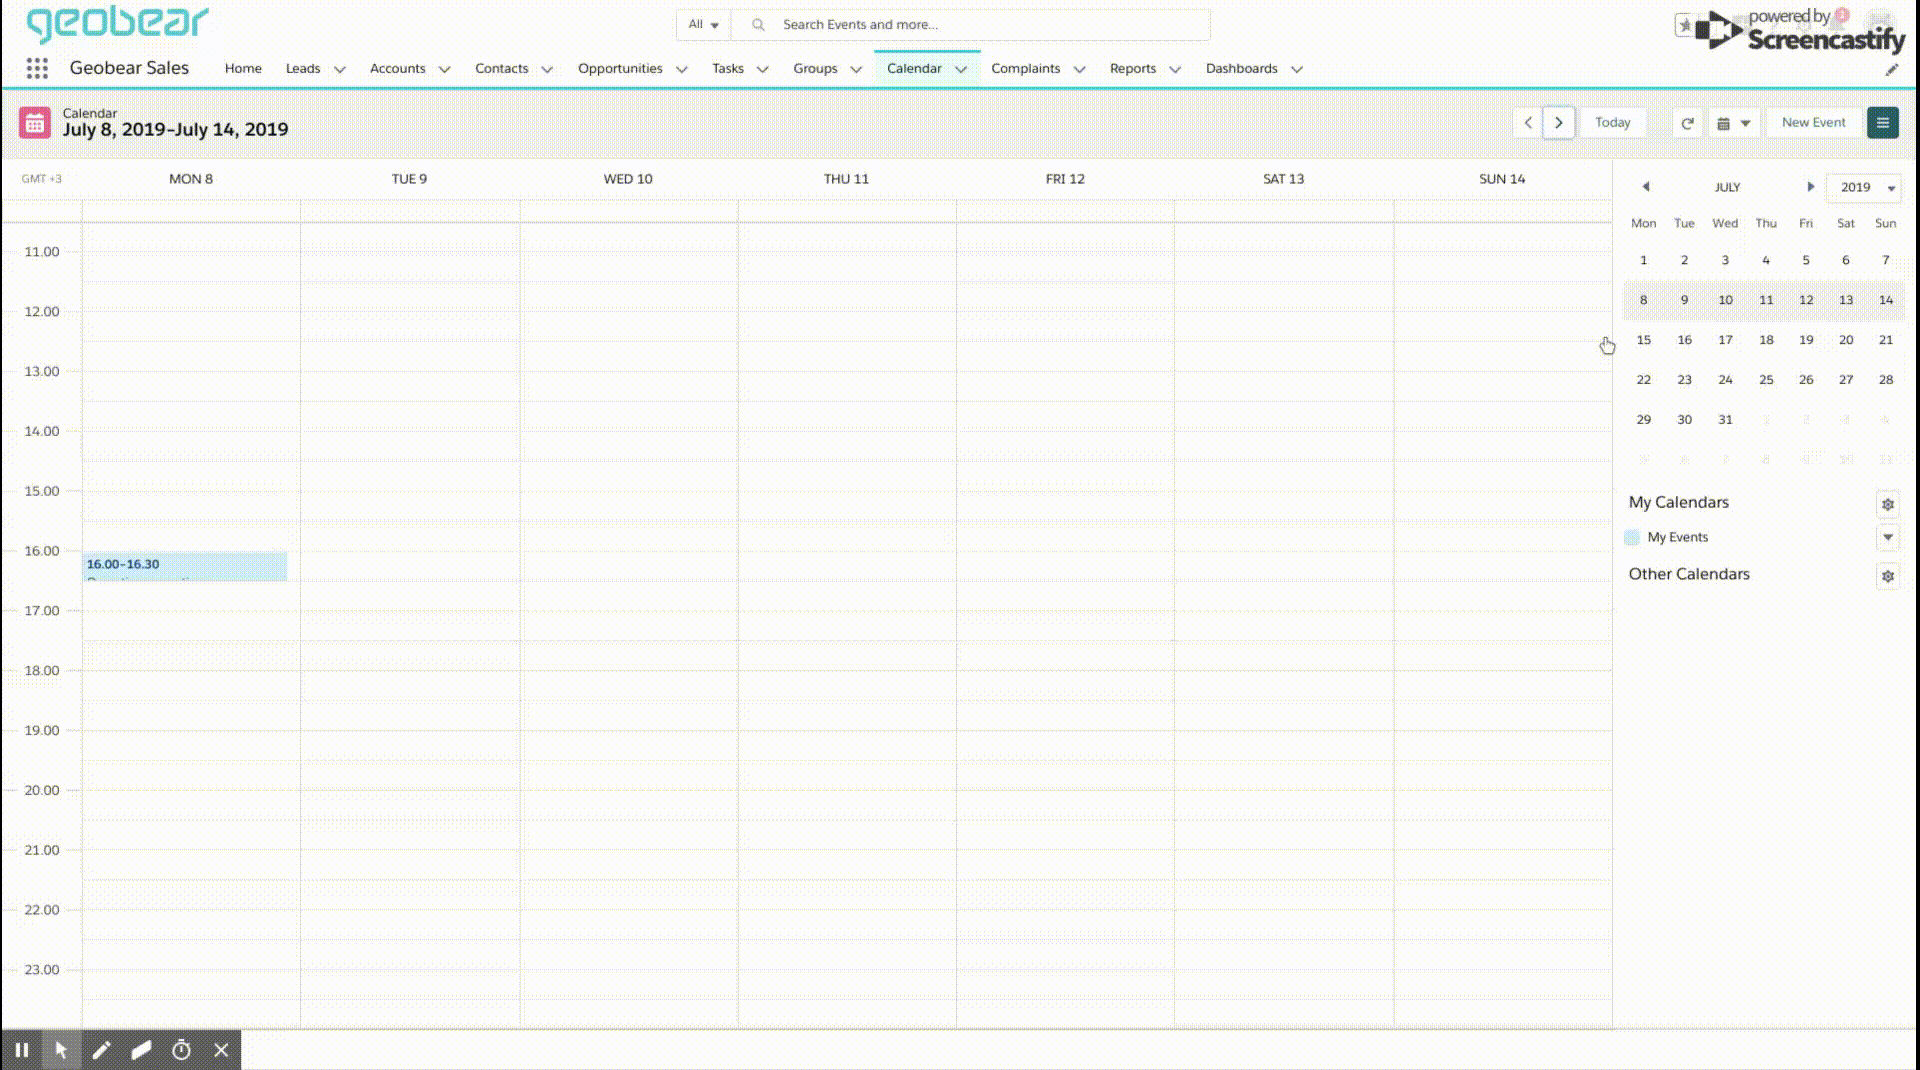 geobear
All
Search Events and more...
powered by
Screencastify
Geobear Sales
Home
Leads
Accounts
Contacts
Opportunities
Tasks
Groups
Calendar
Complaints
Reports
Dashboards
Calendar
July 8, 2019–July 14, 2019
Today
New Event
GMT +3
MON 8
TUE 9
WED 10
THU 11
FRI 12
SAT 13
SUN 14
11.00
12.00
13.00
14.00
15.00
16.00
16.00–16.30
17.00
18.00
19.00
20.00
21.00
22.00
23.00
JULY
2019
Mon Tue Wed Thu Fri Sat Sun
1 2 3 4 5 6 7
8 9 10 11 12 13 14
15 16 17 18 19 20 21
22 23 24 25 26 27 28
29 30 31 1 2 3 4
5 6 7 8 9 10 11
My Calendars
My Events
Other Calendars